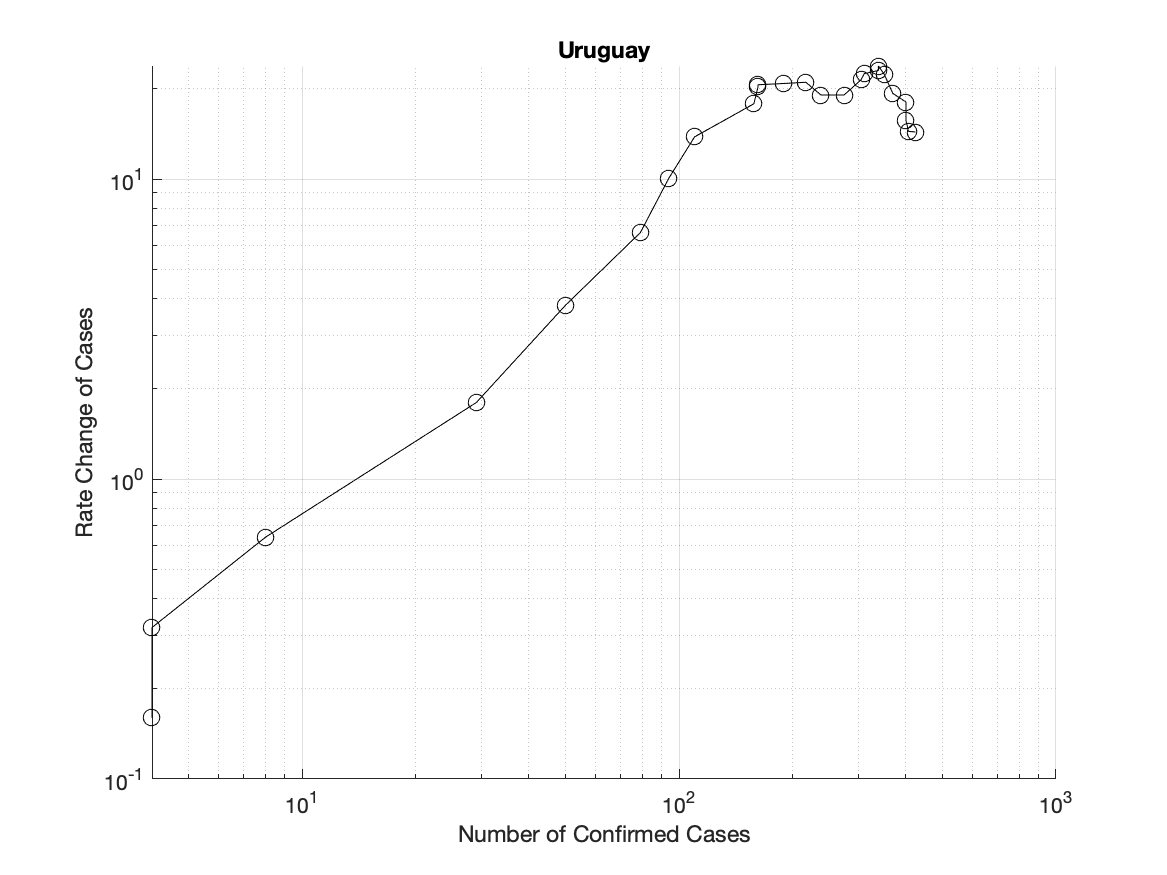 Uruguay
10^1
10^0
10^-1
Rate Change of Cases
10^1
10^2
10^3
Number of Confirmed Cases